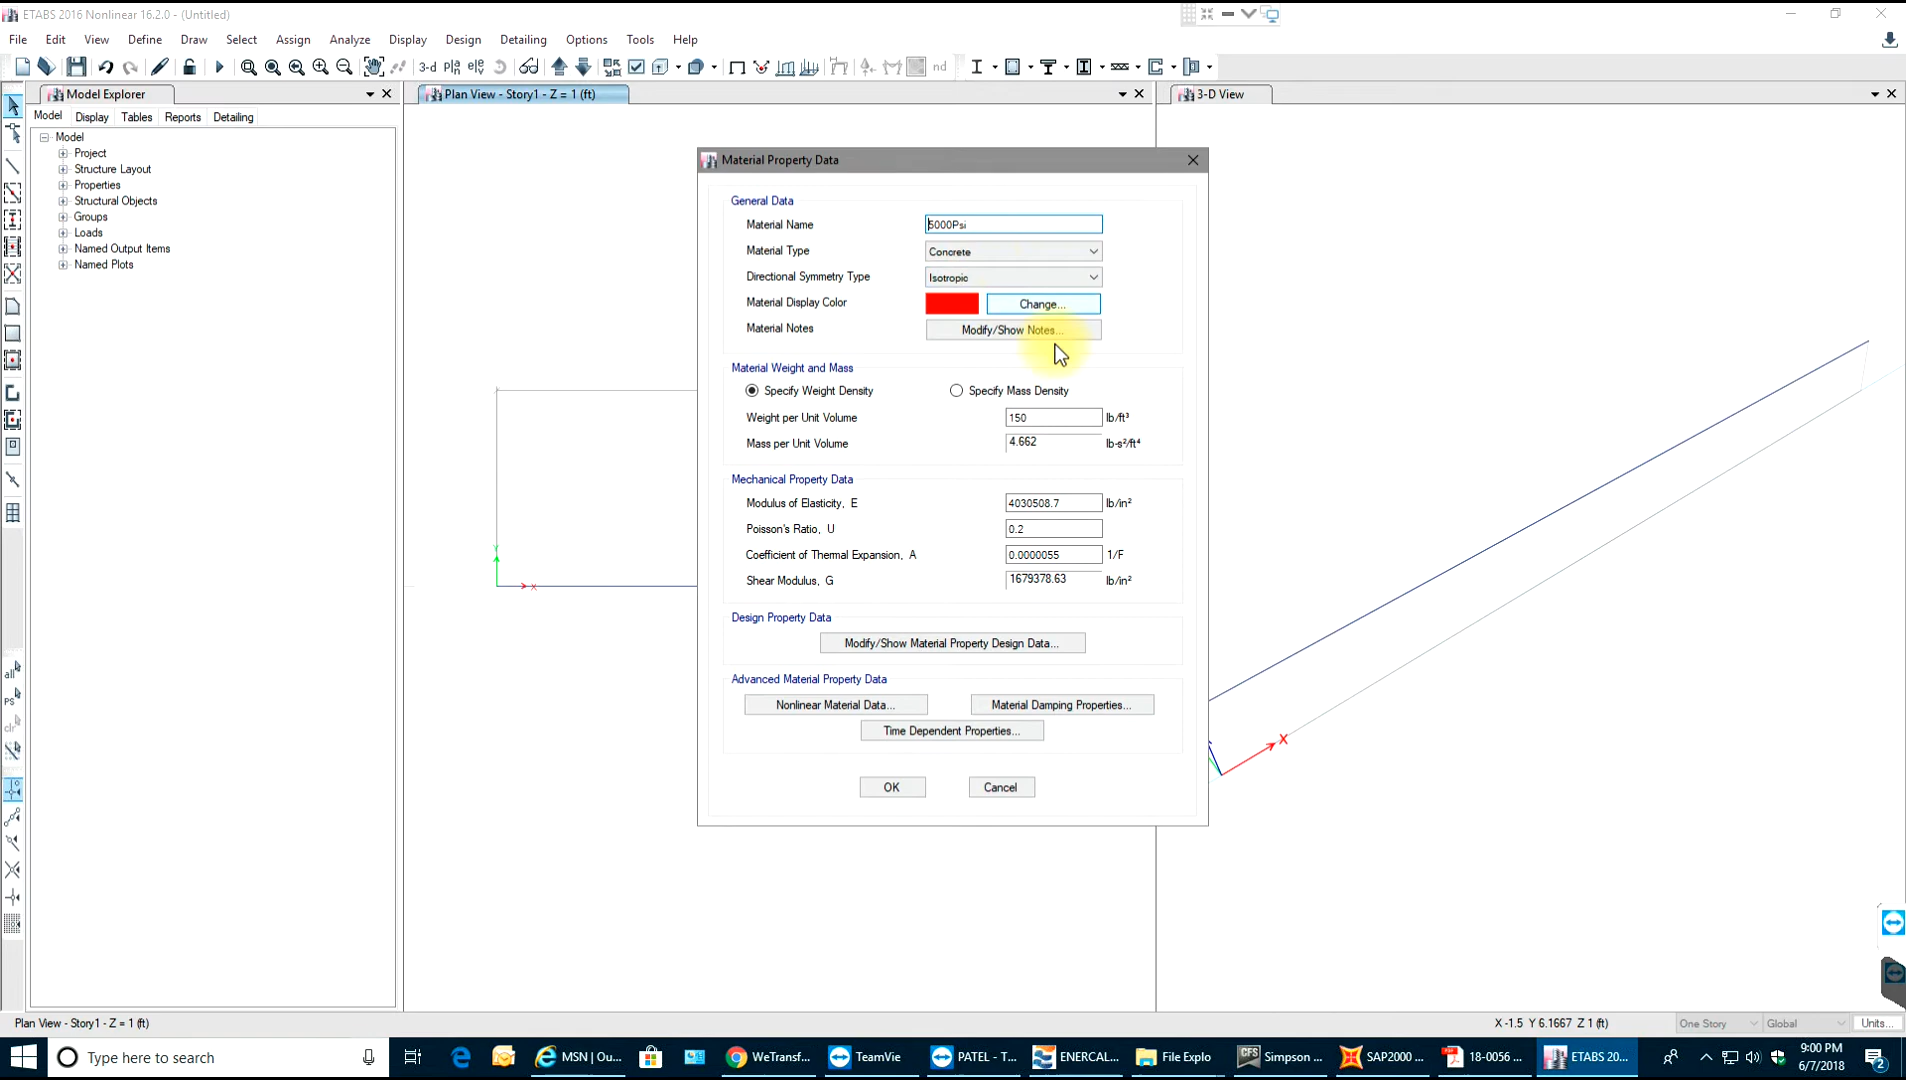 ETABS 2016 Nonlinear 16.2.0 - (Untitled)
File Edit View Define Draw Select Assign Analyze Display Design Detailing Options Tools Help
3-d nd
Model Explorer
Plan View - Story1 - Z = 1 (ft)
3-D View
Model Display Tables Reports Detailing
Model
Project
Structure Layout
Properties
Structural Objects
Groups
Loads
Named Output Items
Named Plots
Material Property Data
General Data
Material Name 5000Psi
Material Type Concrete
Directional Symmetry Type Isotropic
Material Display Color Change...
Material Notes Modify/Show Notes...
Material Weight and Mass
Specify Weight Density Specify Mass Density
Weight per Unit Volume 150 lb/ft³
Mass per Unit Volume 4.662 lb-s²/ft⁴
Mechanical Property Data
Modulus of Elasticity, E 4030508.7 lb/in²
Poisson's Ratio, U 0.2
Coefficient of Thermal Expansion, A 0.0000055 1/F
Shear Modulus, G 1679378.63 lb/in²
Design Property Data
Modify/Show Material Property Design Data...
Advanced Material Property Data
Nonlinear Material Data... Material Damping Properties...
Time Dependent Properties...
OK Cancel
Y
X
X
all
PS
clr
Plan View - Story1 - Z = 1 (ft)
X -1.5 Y 6.1667 Z 1 (ft)
One Story Global Units...
Type here to search
MSN | Ou... WeTransf... TeamVie PATEL - T... ENERCAL... File Explo Simpson ... SAP2000 ... 18-0056 ... ETABS 20...
9:00 PM
6/7/2018
2